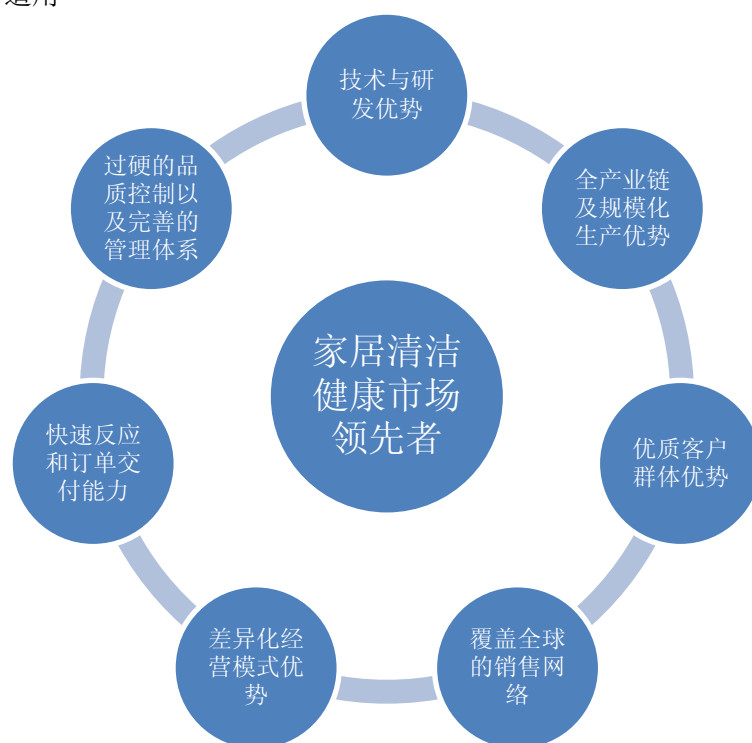 技术与研
发优势
全产业链
及规模化
生产优势
优质客户
群体优势
覆盖全球
的销售网
络
差异化经
营模式优
势
快速反应
和订单交
付能力
过硬的品
质控制以
及完善的
管理体系
家居清洁
健康市场
领先者